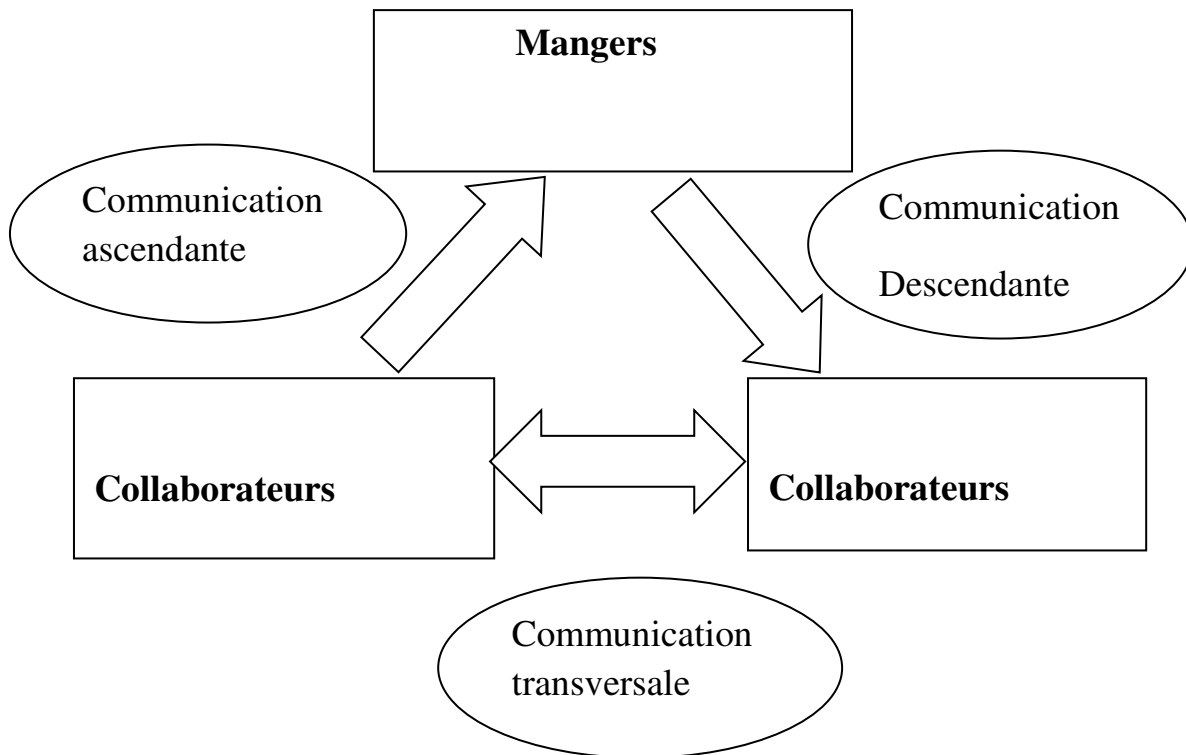 Mangers
Communication
ascendante
Communication
Descendante
Collaborateurs
Collaborateurs
Communication
transversale